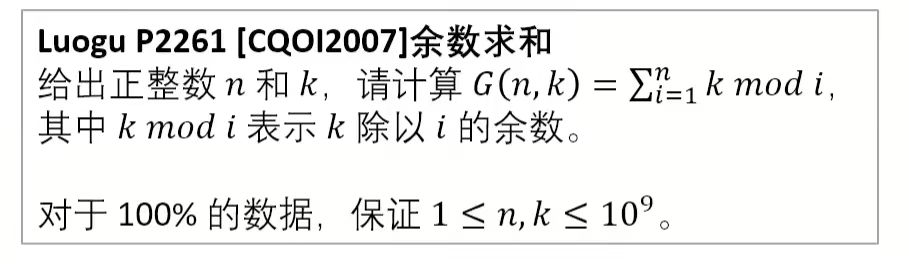 Luogu P2261 [CQOI2007]余数求和
给出正整数 n 和 k，请计算 G(n, k) = ∑ⁿᵢ₌₁ k mod i，
其中 k mod i 表示 k 除以 i 的余数。
对于 100% 的数据，保证 1 ≤ n, k ≤ 10⁹。